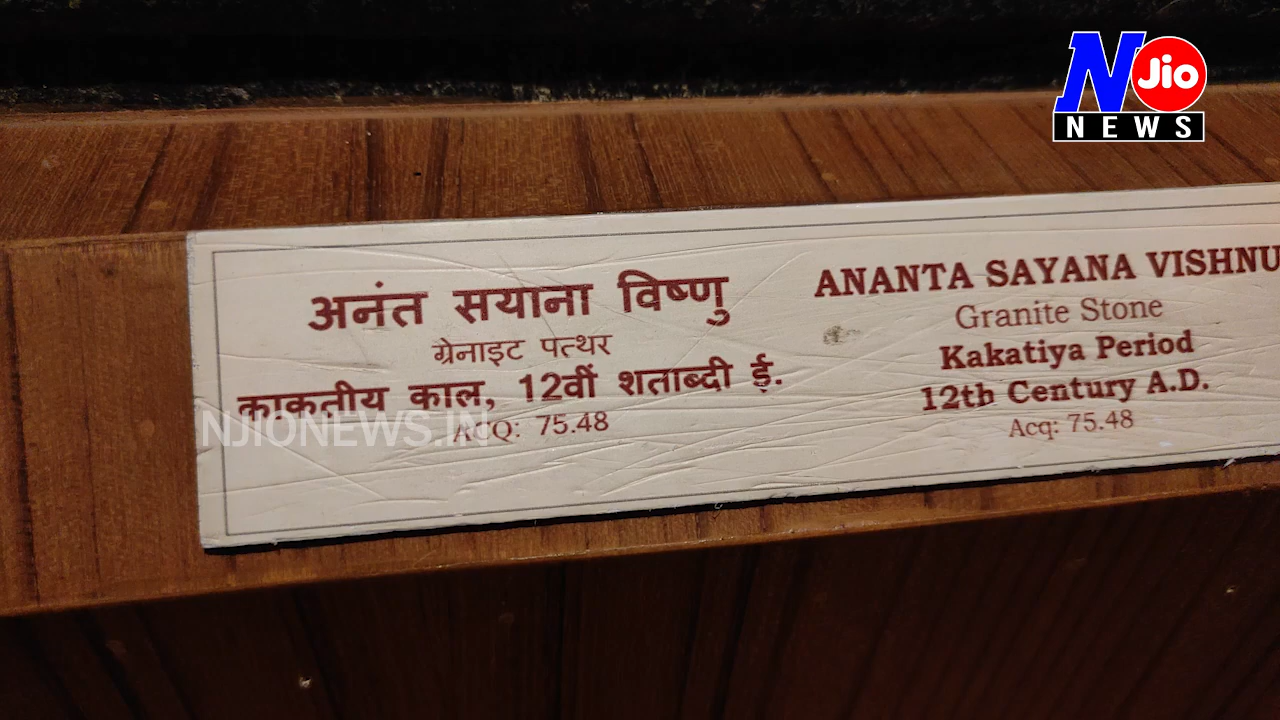 N Jio
NEWS
अनंत सयाना विष्णु
ग्रेनाइट पत्थर
काकतीय काल, 12वीं शताब्दी ई.
ACQ: 75.48
NJIONEWS.IN
ANANTA SAYANA VISHNU
Granite Stone
Kakatiya Period
12th Century A.D.
Acq: 75.48